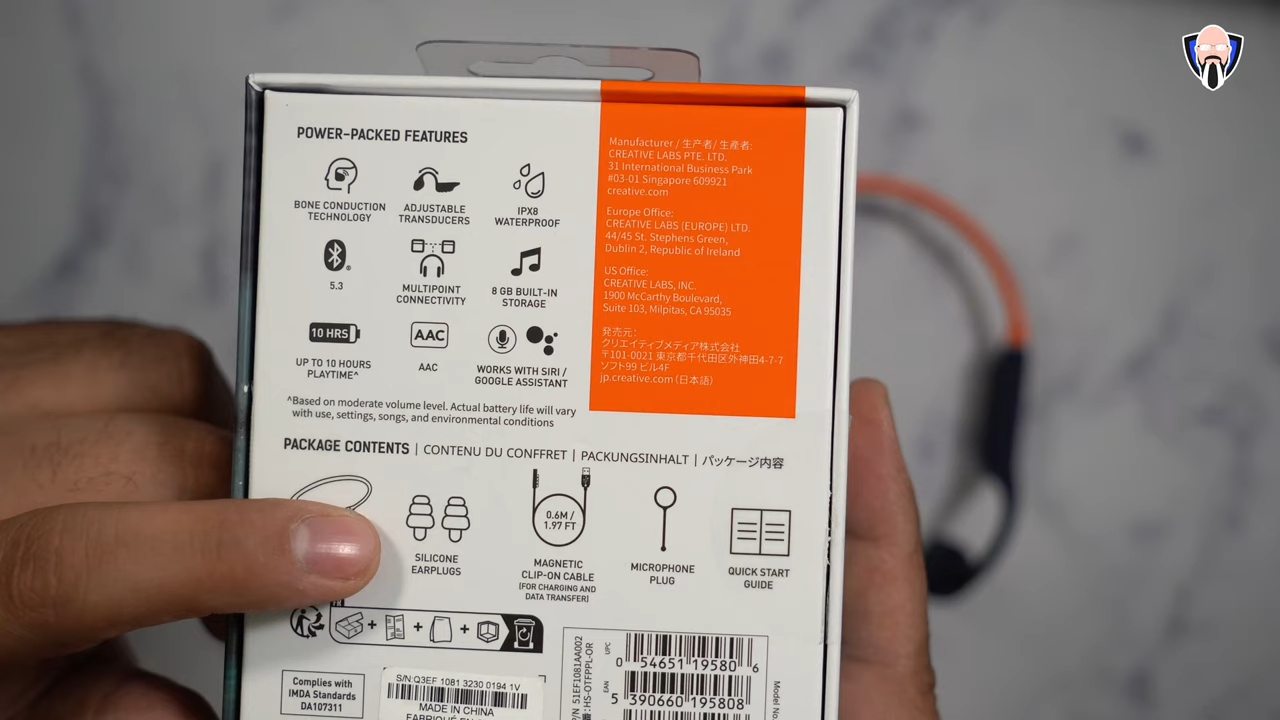 POWER-PACKED FEATURES
BONE CONDUCTION
TECHNOLOGY
ADJUSTABLE
TRANSDUCERS
IPX8
WATERPROOF
5.3
MULTIPOINT
CONNECTIVITY
8 GB BUILT-IN
STORAGE
10 HRS
UP TO 10 HOURS
PLAYTIME^
AAC
AAC
WORKS WITH SIRI /
GOOGLE ASSISTANT
^Based on moderate volume level. Actual battery life will vary
with use, settings, songs, and environmental conditions
Manufacturer / 生产者/ 生産者:
CREATIVE LABS PTE. LTD.
31 International Business Park
#03-01 Singapore 609921
creative.com
Europe Office:
CREATIVE LABS (EUROPE) LTD.
44/45 St. Stephens Green,
Dublin 2, Republic of Ireland
US Office:
CREATIVE LABS, INC.
1900 McCarthy Boulevard,
Suite 103, Milpitas, CA 95035
発売元:
クリエイティブメディア株式会社
〒101-0021 東京都千代田区外神田4-7-7
ソフト99 ビル4F
jp.creative.com (日本語)
PACKAGE CONTENTS | CONTENU DU CONFFRET | PACKUNGSINHALT | パッケージ内容
SILICONE
EARPLUGS
0.6M /
1.97 FT
MAGNETIC
CLIP-ON CABLE
(FOR CHARGING AND
DATA TRANSFER)
MICROPHONE
PLUG
QUICK START
GUIDE
Complies with
IMDA Standards
DA107311
S/N:Q3EF 1081 3230 0194 1V
MADE IN CHINA
P/N 51EF1081AA002
番:HS-OTFPPL-OR
UPC
0 54651 19580 6
EAN
5 390660 195808
Model No.